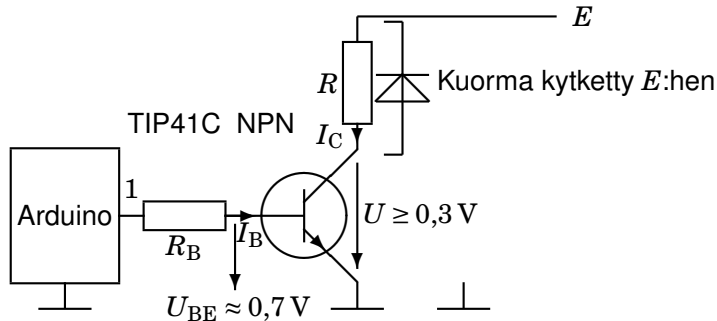 E
R
Kuorma kytketty E:hen
TIP41C NPN
I_C
1
Arduino
R_B
I_B
U ≥ 0,3 V
U_BE ≈ 0,7 V